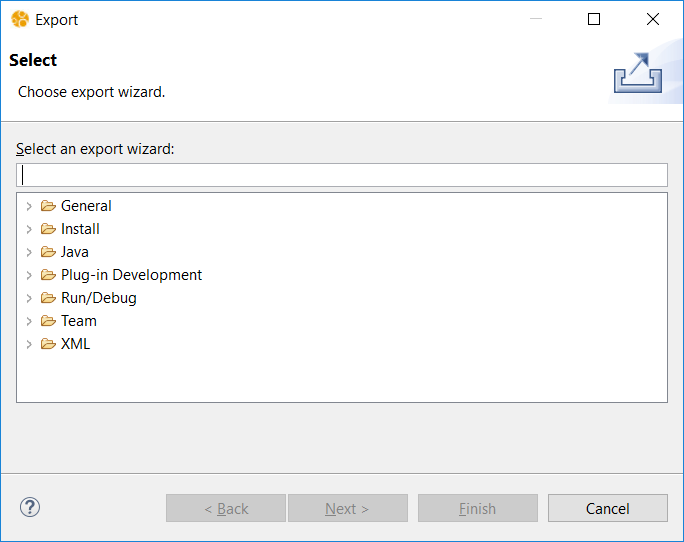 Export
Select
Choose export wizard.
Select an export wizard:
General
Install
Java
Plug-in Development
Run/Debug
Team
XML
?
< Back
Next >
Finish
Cancel